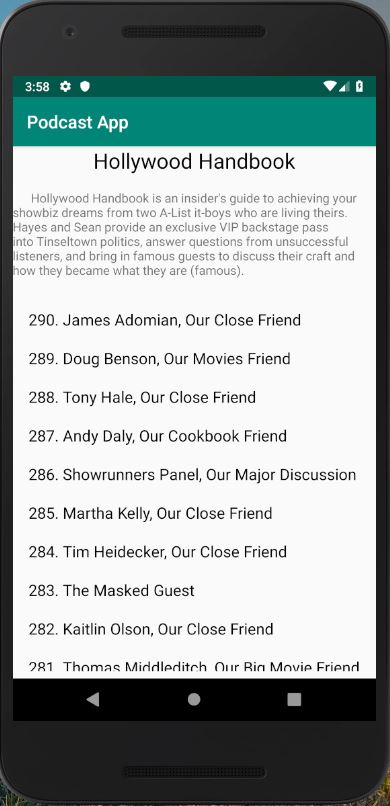 3:58
Podcast App
Hollywood Handbook
Hollywood Handbook is an insider's guide to achieving your
showbiz dreams from two A-List it-boys who are living theirs.
Hayes and Sean provide an exclusive VIP backstage pass
into Tinseltown politics, answer questions from unsuccessful
listeners, and bring in famous guests to discuss their craft and
how they became what they are (famous).
290. James Adomian, Our Close Friend
289. Doug Benson, Our Movies Friend
288. Tony Hale, Our Close Friend
287. Andy Daly, Our Cookbook Friend
286. Showrunners Panel, Our Major Discussion
285. Martha Kelly, Our Close Friend
284. Tim Heidecker, Our Close Friend
283. The Masked Guest
282. Kaitlin Olson, Our Close Friend
281. Thomas Middleditch, Our Big Movie Friend